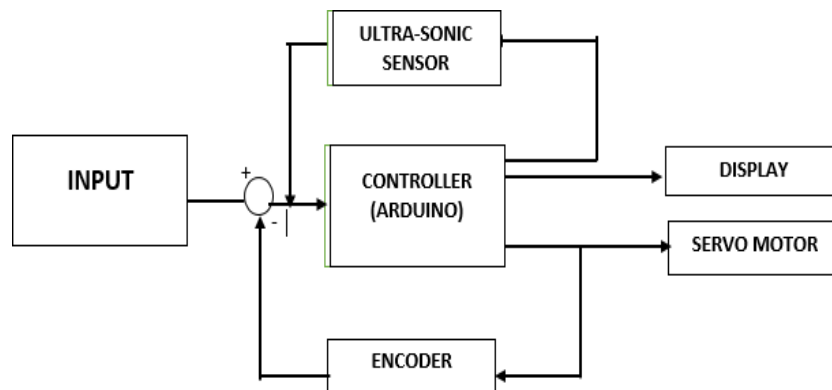 ULTRA-SONIC
SENSOR
INPUT
+
-
CONTROLLER
(ARDUINO)
DISPLAY
SERVO MOTOR
ENCODER